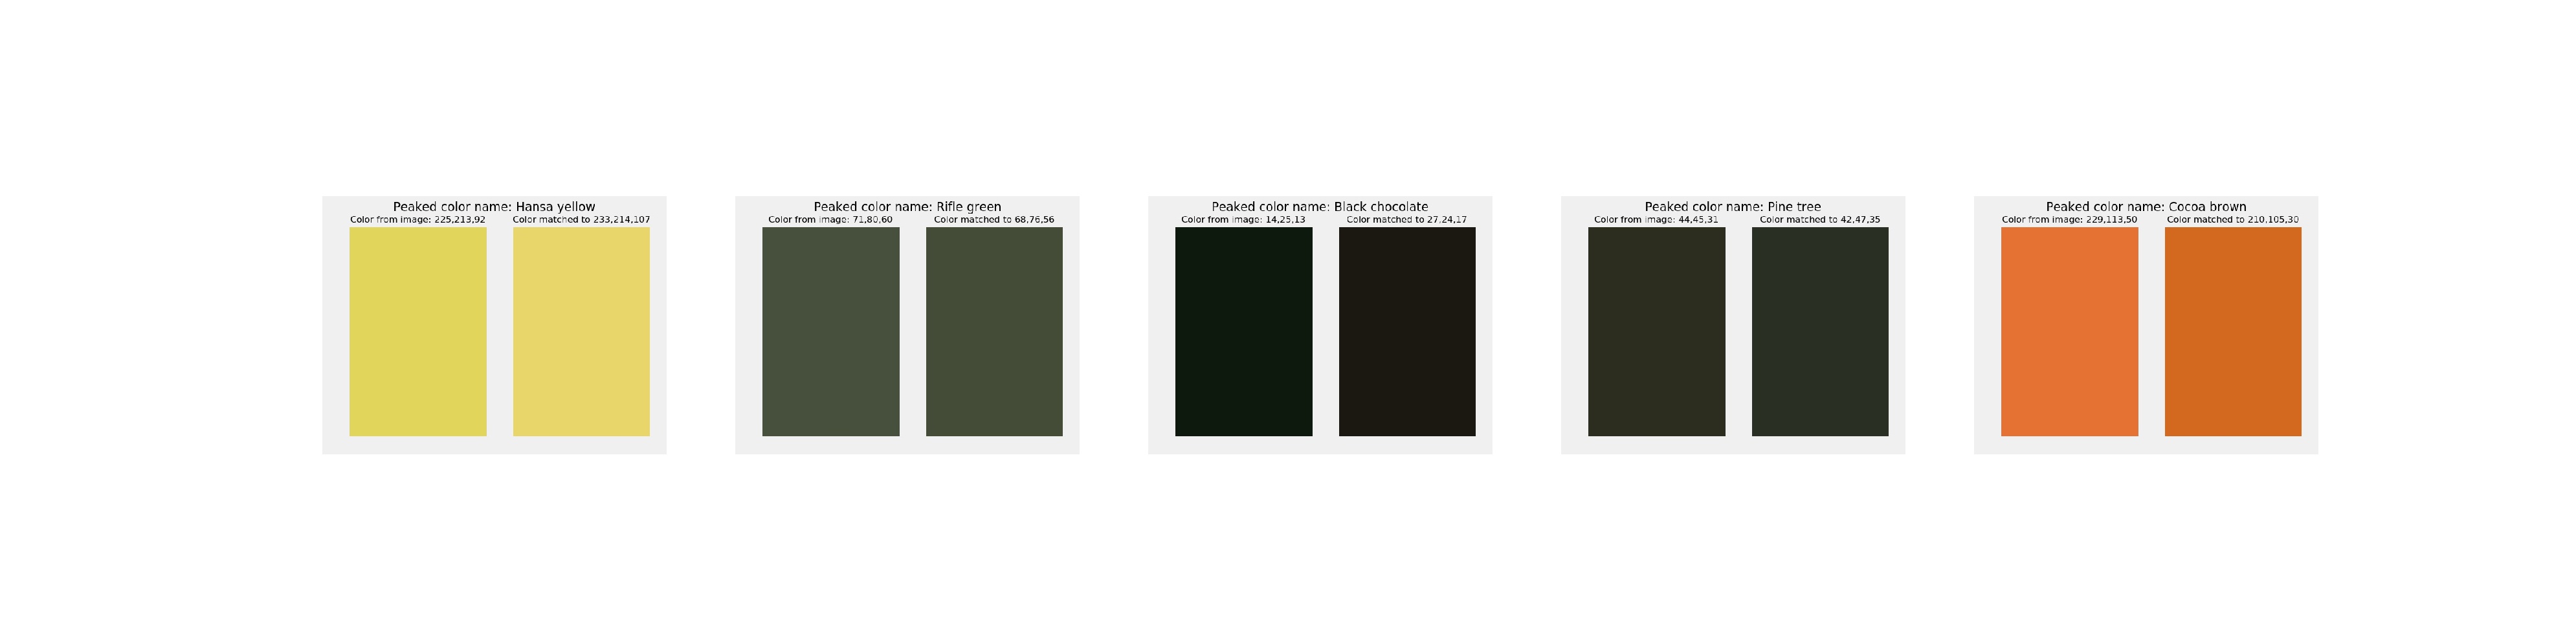 Peaked color name: Hansa yellow
Color from image: 225,213,92
Color matched to 233,214,107
Peaked color name: Rifle green
Color from image: 71,80,60
Color matched to 68,76,56
Peaked color name: Black chocolate
Color from image: 14,25,13
Color matched to 27,24,17
Peaked color name: Pine tree
Color from image: 44,45,31
Color matched to 42,47,35
Peaked color name: Cocoa brown
Color from image: 229,113,50
Color matched to 210,105,30